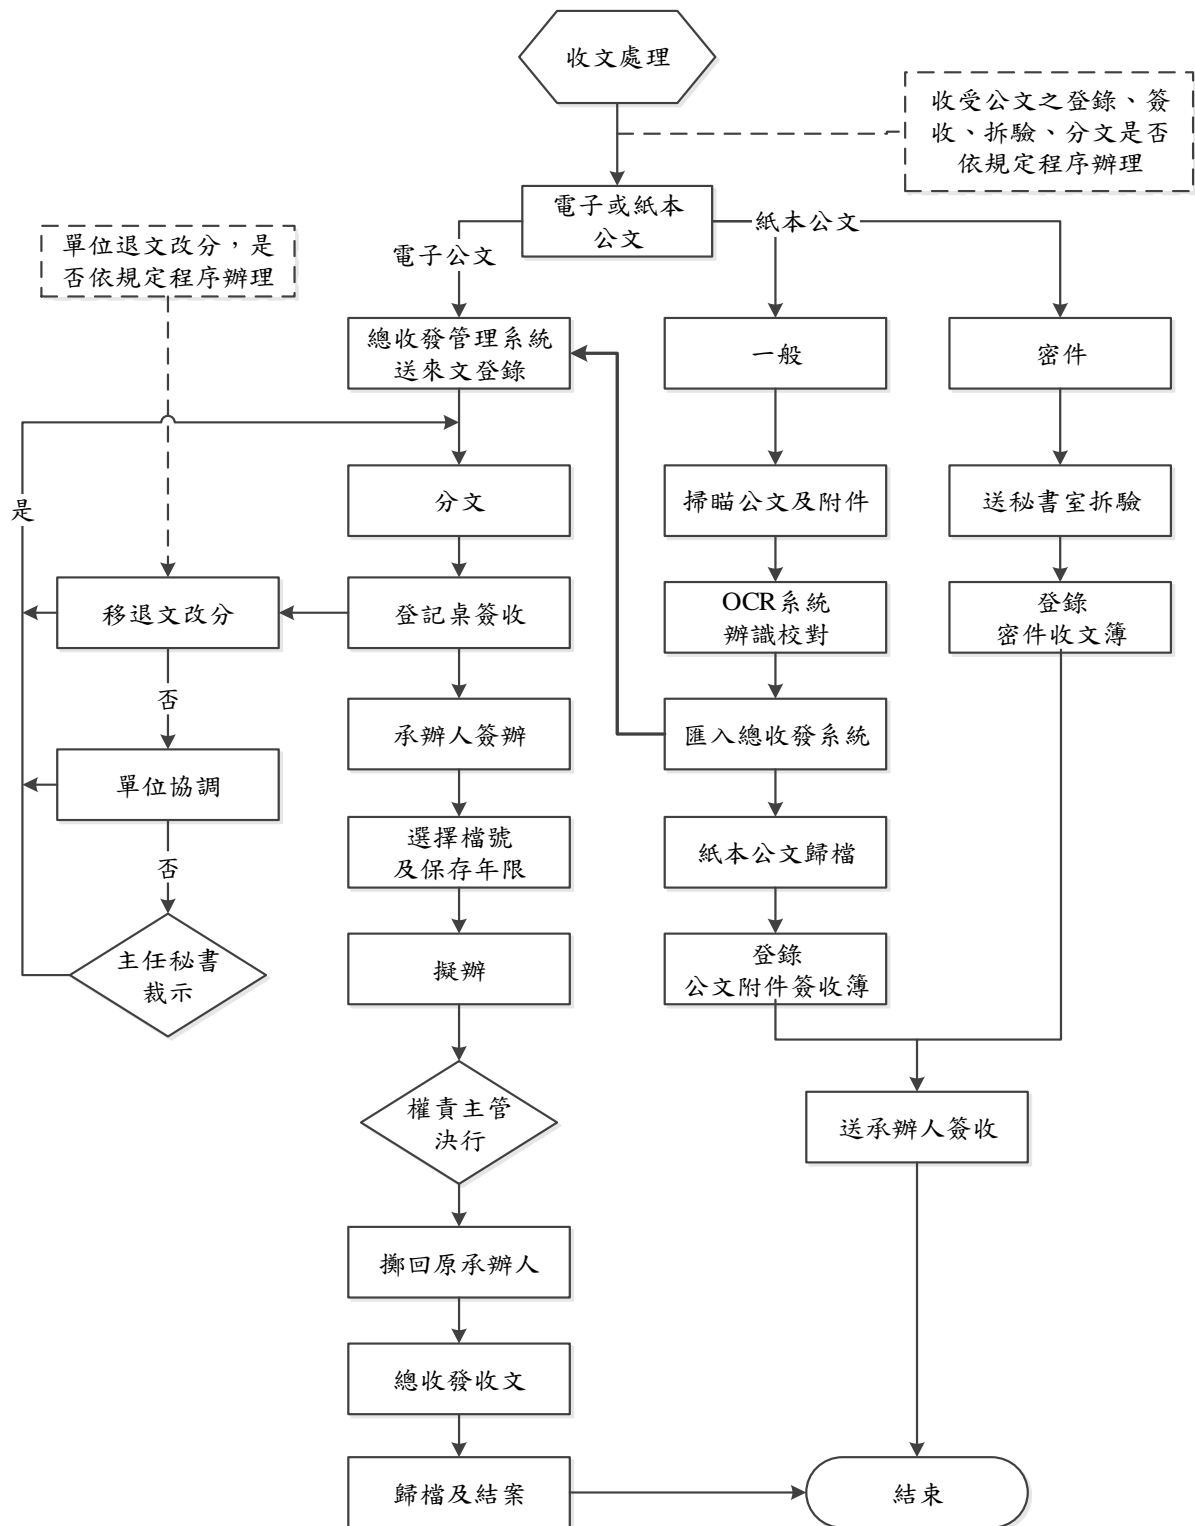 收文處理
收受公文之登錄、簽
收、拆驗、分文是否
依規定程序辦理
電子或紙本
公文
紙本公文
電子公文
單位退文改分，是
否依規定程序辦理
總收發管理系統
送來文登錄
一般
密件
分文
掃瞄公文及附件
送秘書室拆驗
是
移退文改分
登記桌簽收
OCR系統
辨識校對
登錄
密件收文簿
否
承辦人簽辦
匯入總收發系統
單位協調
選擇檔號
及保存年限
紙本公文歸檔
否
主任秘書
裁示
擬辦
登錄
公文附件簽收簿
權責主管
決行
送承辦人簽收
擲回原承辦人
總收發收文
歸檔及結案
結束